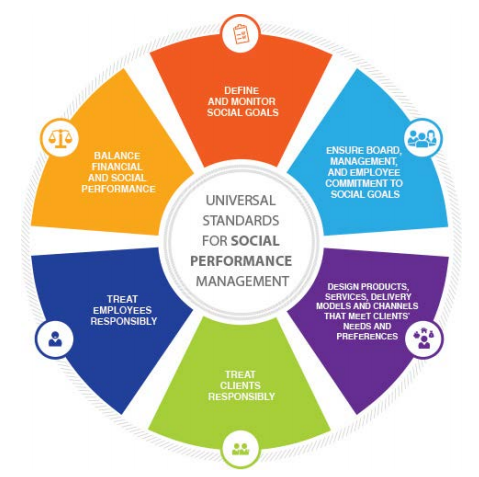 DEFINE
AND MONITOR
SOCIAL GOALS
ENSURE BOARD,
MANAGEMENT,
AND EMPLOYEE
COMMITMENT TO
SOCIAL GOALS
DESIGN PRODUCTS,
SERVICES, DELIVERY
MODELS AND CHANNELS
THAT MEET CLIENTS'
NEEDS AND
PREFERENCES
TREAT
CLIENTS
RESPONSIBLY
TREAT
EMPLOYEES
RESPONSIBLY
BALANCE
FINANCIAL
AND SOCIAL
PERFORMANCE
UNIVERSAL
STANDARDS
FOR SOCIAL
PERFORMANCE
MANAGEMENT